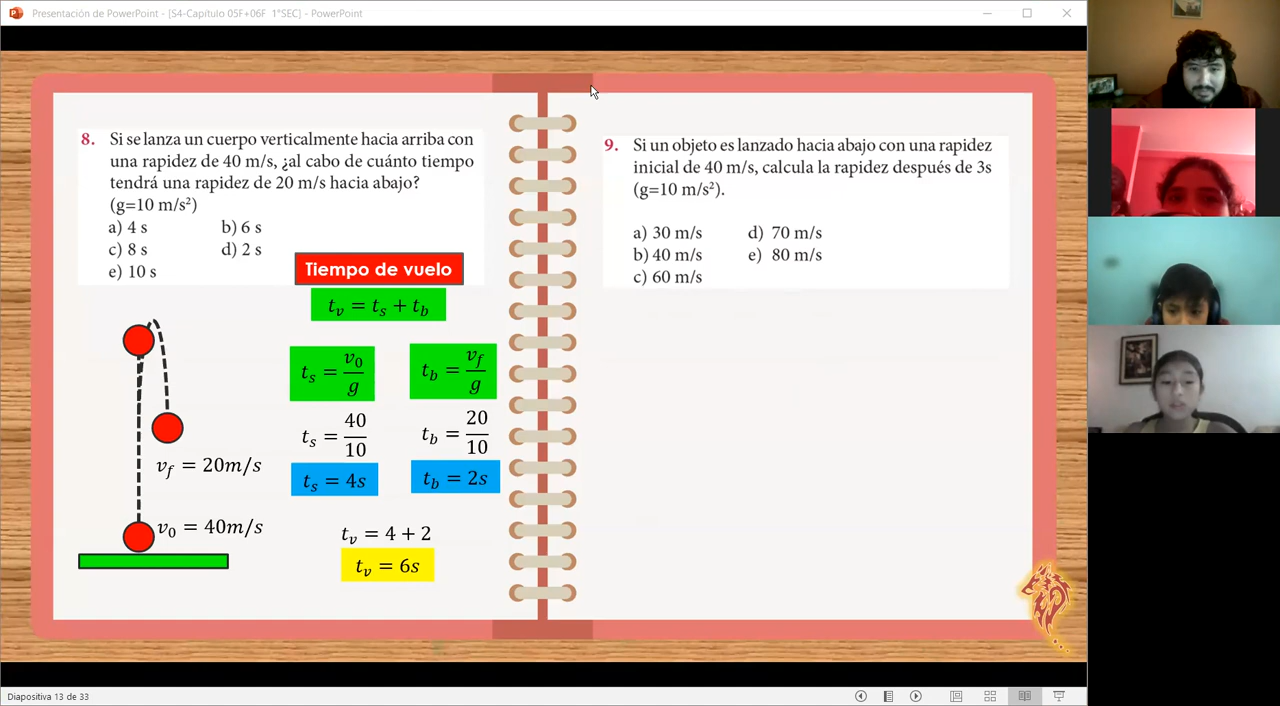 Presentación de PowerPoint - [S4-Capítulo 05F+06F 1°SEC] - PowerPoint
8. Si se lanza un cuerpo verticalmente hacia arriba con
una rapidez de 40 m/s, ¿al cabo de cuánto tiempo
tendrá una rapidez de 20 m/s hacia abajo?
(g=10 m/s²)
a) 4 s b) 6 s
c) 8 s d) 2 s
e) 10 s
Tiempo de vuelo
t_v = t_s + t_b
t_s = v_0/g
t_b = v_f/g
t_s = 40/10
t_b = 20/10
t_s = 4s
t_b = 2s
v_f = 20m/s
v_0 = 40m/s
t_v = 4 + 2
t_v = 6s
9. Si un objeto es lanzado hacia abajo con una rapidez
inicial de 40 m/s, calcula la rapidez después de 3s
(g=10 m/s²).
a) 30 m/s d) 70 m/s
b) 40 m/s e) 80 m/s
c) 60 m/s
Diapositiva 13 de 33